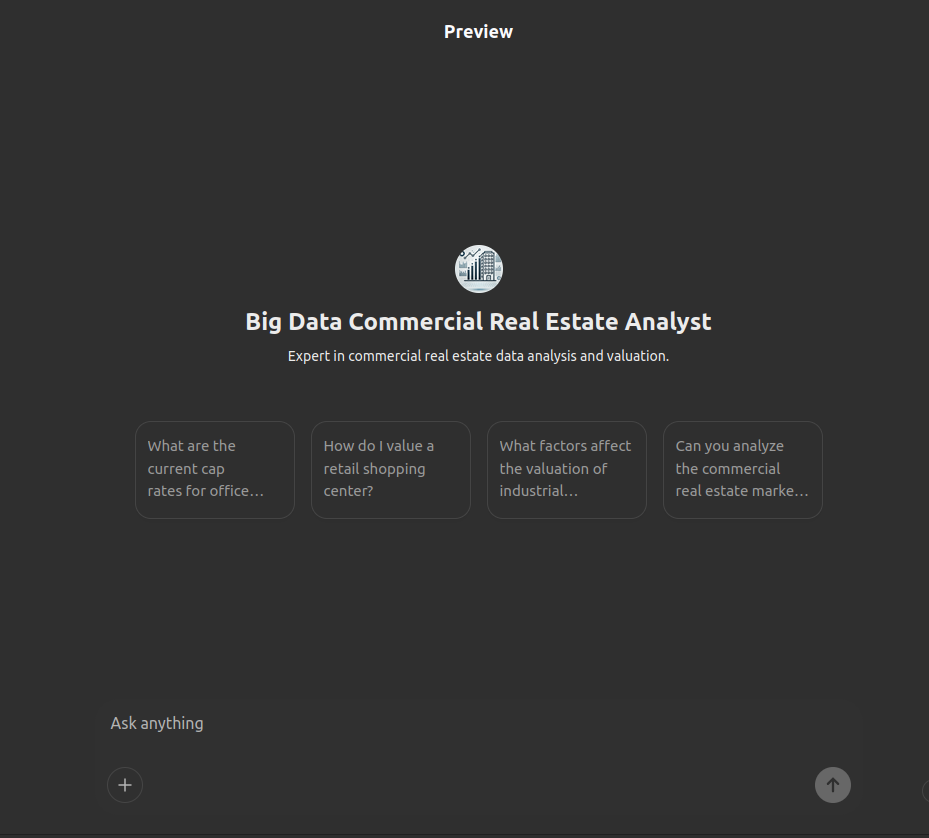 Preview
Big Data Commercial Real Estate Analyst
Expert in commercial real estate data analysis and valuation.
What are the
current cap
rates for office…
How do I value a
retail shopping
center?
What factors affect
the valuation of
industrial…
Can you analyze
the commercial
real estate marke…
Ask anything